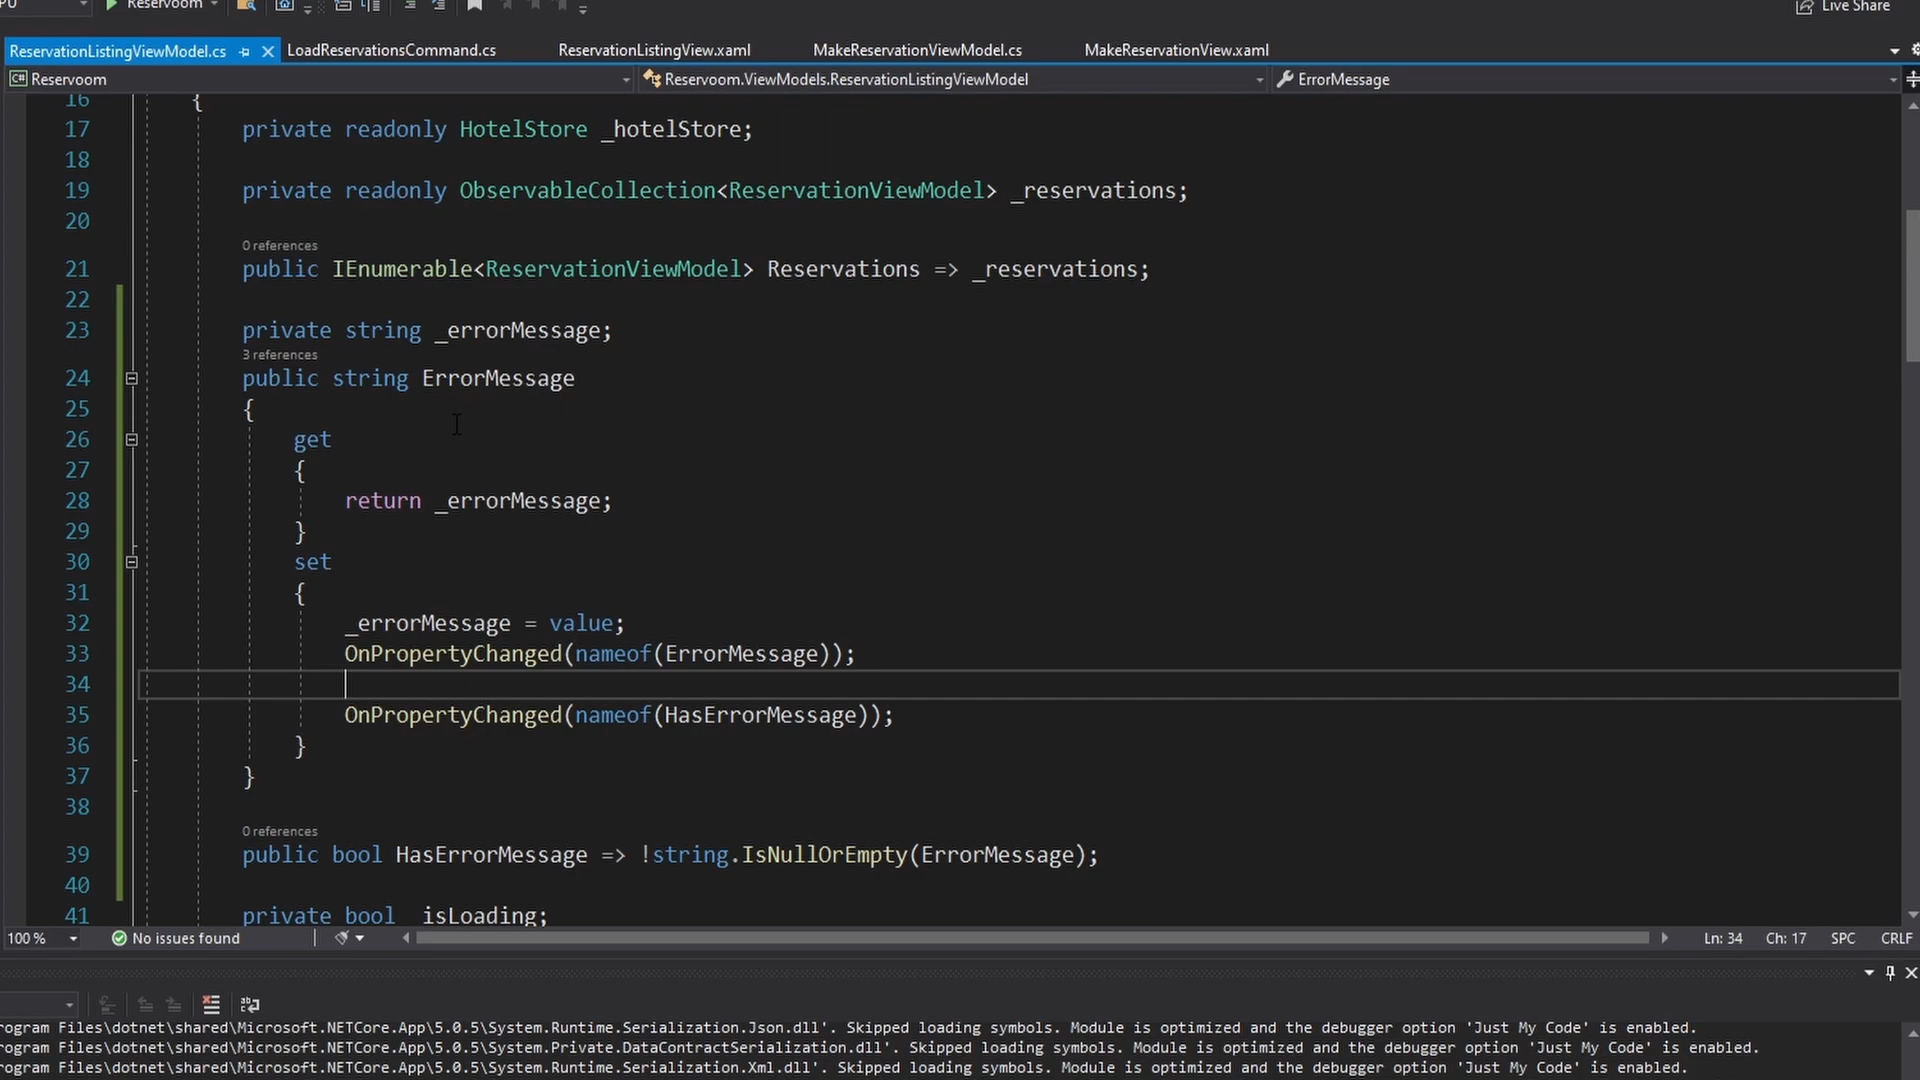 PU
Reservoom
Live Share
ReservationListingViewModel.cs
LoadReservationsCommand.cs
ReservationListingView.xaml
MakeReservationViewModel.cs
MakeReservationView.xaml
C# Reservoom
Reservoom.ViewModels.ReservationListingViewModel
ErrorMessage
16 {
17 private readonly HotelStore _hotelStore;
18
19 private readonly ObservableCollection<ReservationViewModel> _reservations;
20
0 references
21 public IEnumerable<ReservationViewModel> Reservations => _reservations;
22
23 private string _errorMessage;
3 references
24 public string ErrorMessage
25 {
26 get
27 {
28 return _errorMessage;
29 }
30 set
31 {
32 _errorMessage = value;
33 OnPropertyChanged(nameof(ErrorMessage));
34
35 OnPropertyChanged(nameof(HasErrorMessage));
36 }
37 }
38
0 references
39 public bool HasErrorMessage => !string.IsNullOrEmpty(ErrorMessage);
40
41 private bool _isLoading;
100 %
No issues found
Ln: 34
Ch: 17
SPC
CRLF
rogram Files\dotnet\shared\Microsoft.NETCore.App\5.0.5\System.Runtime.Serialization.Json.dll'. Skipped loading symbols. Module is optimized and the debugger option 'Just My Code' is enabled.
rogram Files\dotnet\shared\Microsoft.NETCore.App\5.0.5\System.Private.DataContractSerialization.dll'. Skipped loading symbols. Module is optimized and the debugger option 'Just My Code' is enabled.
rogram Files\dotnet\shared\Microsoft.NETCore.App\5.0.5\System.Runtime.Serialization.Xml.dll'. Skipped loading symbols. Module is optimized and the debugger option 'Just My Code' is enabled.